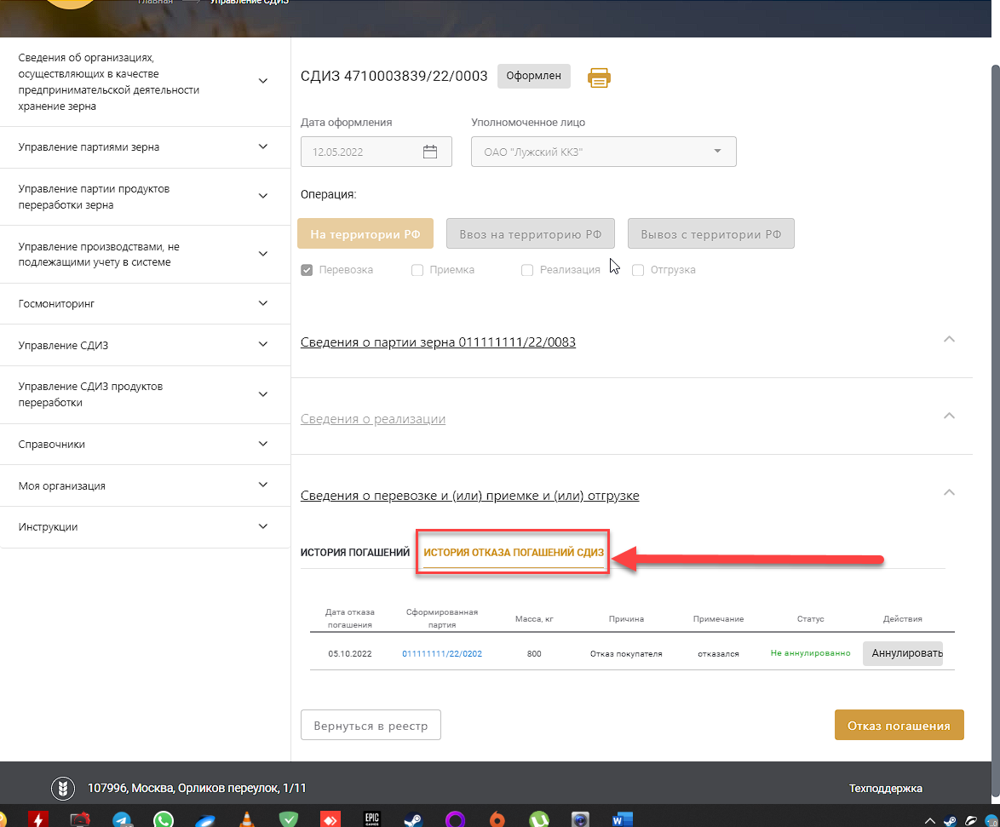 Главная Управление СДИЗ
Сведения об организациях,
осуществляющих в качестве
предпринимательской деятельности
хранение зерна
Управление партиями зерна
Управление партии продуктов
переработки зерна
Управление производствами, не
подлежащими учету в системе
Госмониторинг
Управление СДИЗ
Управление СДИЗ продуктов
переработки
Справочники
Моя организация
Инструкции
СДИЗ 4710003839/22/0003 Оформлен
Дата оформления Уполномоченное лицо
12.05.2022 ОАО "Лужский ККЗ"
Операция:
На территории РФ Ввоз на территорию РФ Вывоз с территории РФ
Перевозка Приемка Реализация Отгрузка
Сведения о партии зерна 011111111/22/0083
Сведения о реализации
Сведения о перевозке и (или) приемке и (или) отгрузке
ИСТОРИЯ ПОГАШЕНИЙ ИСТОРИЯ ОТКАЗА ПОГАШЕНИЙ СДИЗ
Дата отказа погашения Сформированная партия Масса, кг Причина Примечание Статус Действия
05.10.2022 011111111/22/0202 800 Отказ покупателя отказался Не аннулировано Аннулировать
Вернуться в реестр Отказ погашения
107996, Москва, Орликов переулок, 1/11 Техподдержка
EPIC
GAMES
W